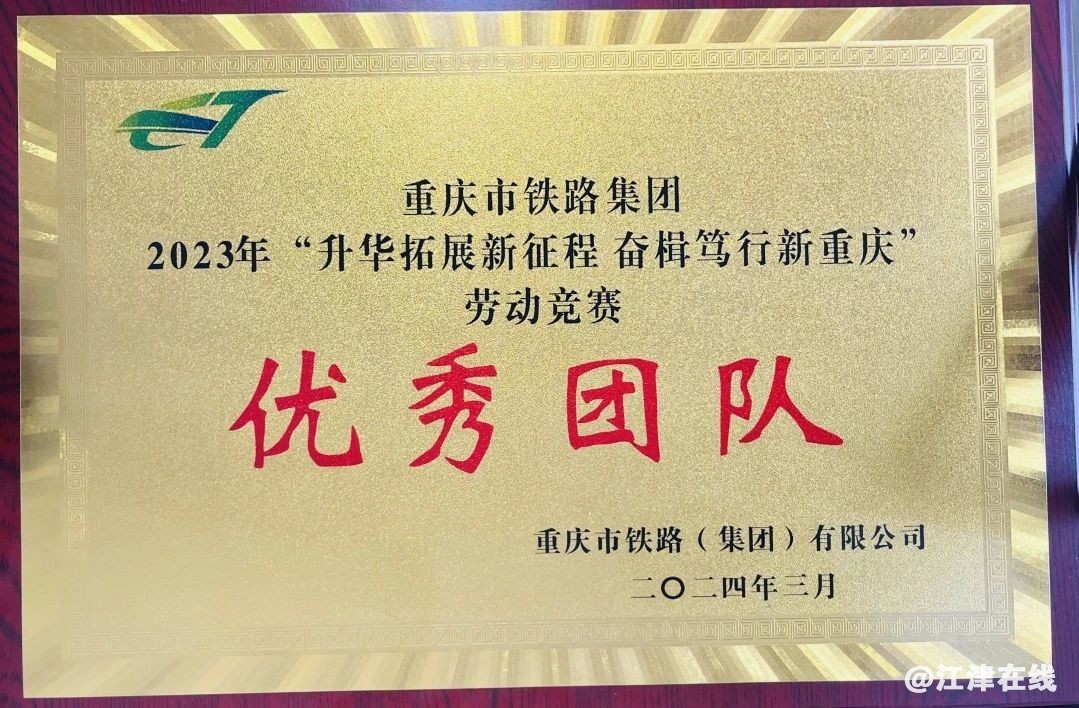 重庆市铁路集团
2023年“升华拓展新征程 奋楫笃行新重庆”
劳动竞赛
优秀团队
重庆市铁路（集团）有限公司
二〇二四年三月
@江津在线